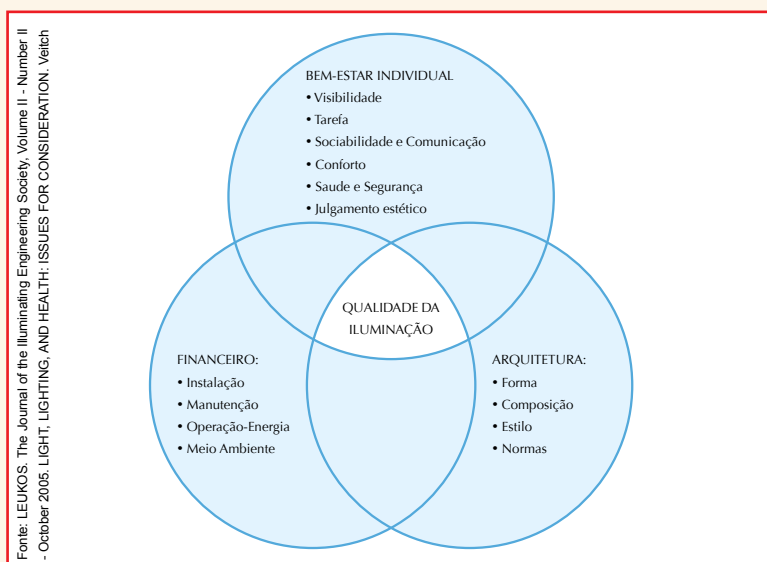 Fonte: LEUKOS. The Journal of the Illuminating Engineering Society, Volume II - Number II
- October 2005. LIGHT, LIGHTING, AND HEALTH: ISSUES FOR CONSIDERATION. Veitch
BEM-ESTAR INDIVIDUAL
• Visibilidade
• Tarefa
• Sociabilidade e Comunicação
• Conforto
• Saude e Segurança
• Julgamento estético
QUALIDADE DA
ILUMINAÇÃO
FINANCEIRO:
• Instalação
• Manutenção
• Operação-Energia
• Meio Ambiente
ARQUITETURA:
• Forma
• Composição
• Estilo
• Normas